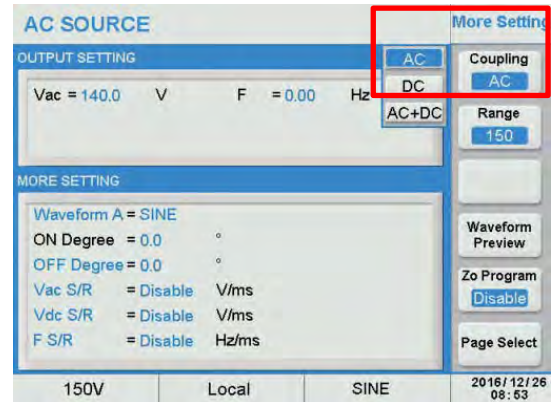 AC SOURCE
More Setting
OUTPUT SETTING
AC
DC
AC+DC
Vac = 140.0 V F = 0.00 Hz
Coupling
AC
Range
150
MORE SETTING
Waveform A = SINE
ON Degree = 0.0 °
OFF Degree = 0.0 °
Vac S/R = Disable V/ms
Vdc S/R = Disable V/ms
F S/R = Disable Hz/ms
Waveform
Preview
Zo Program
Disable
Page Select
150V Local SINE
2016/12/26
08:53